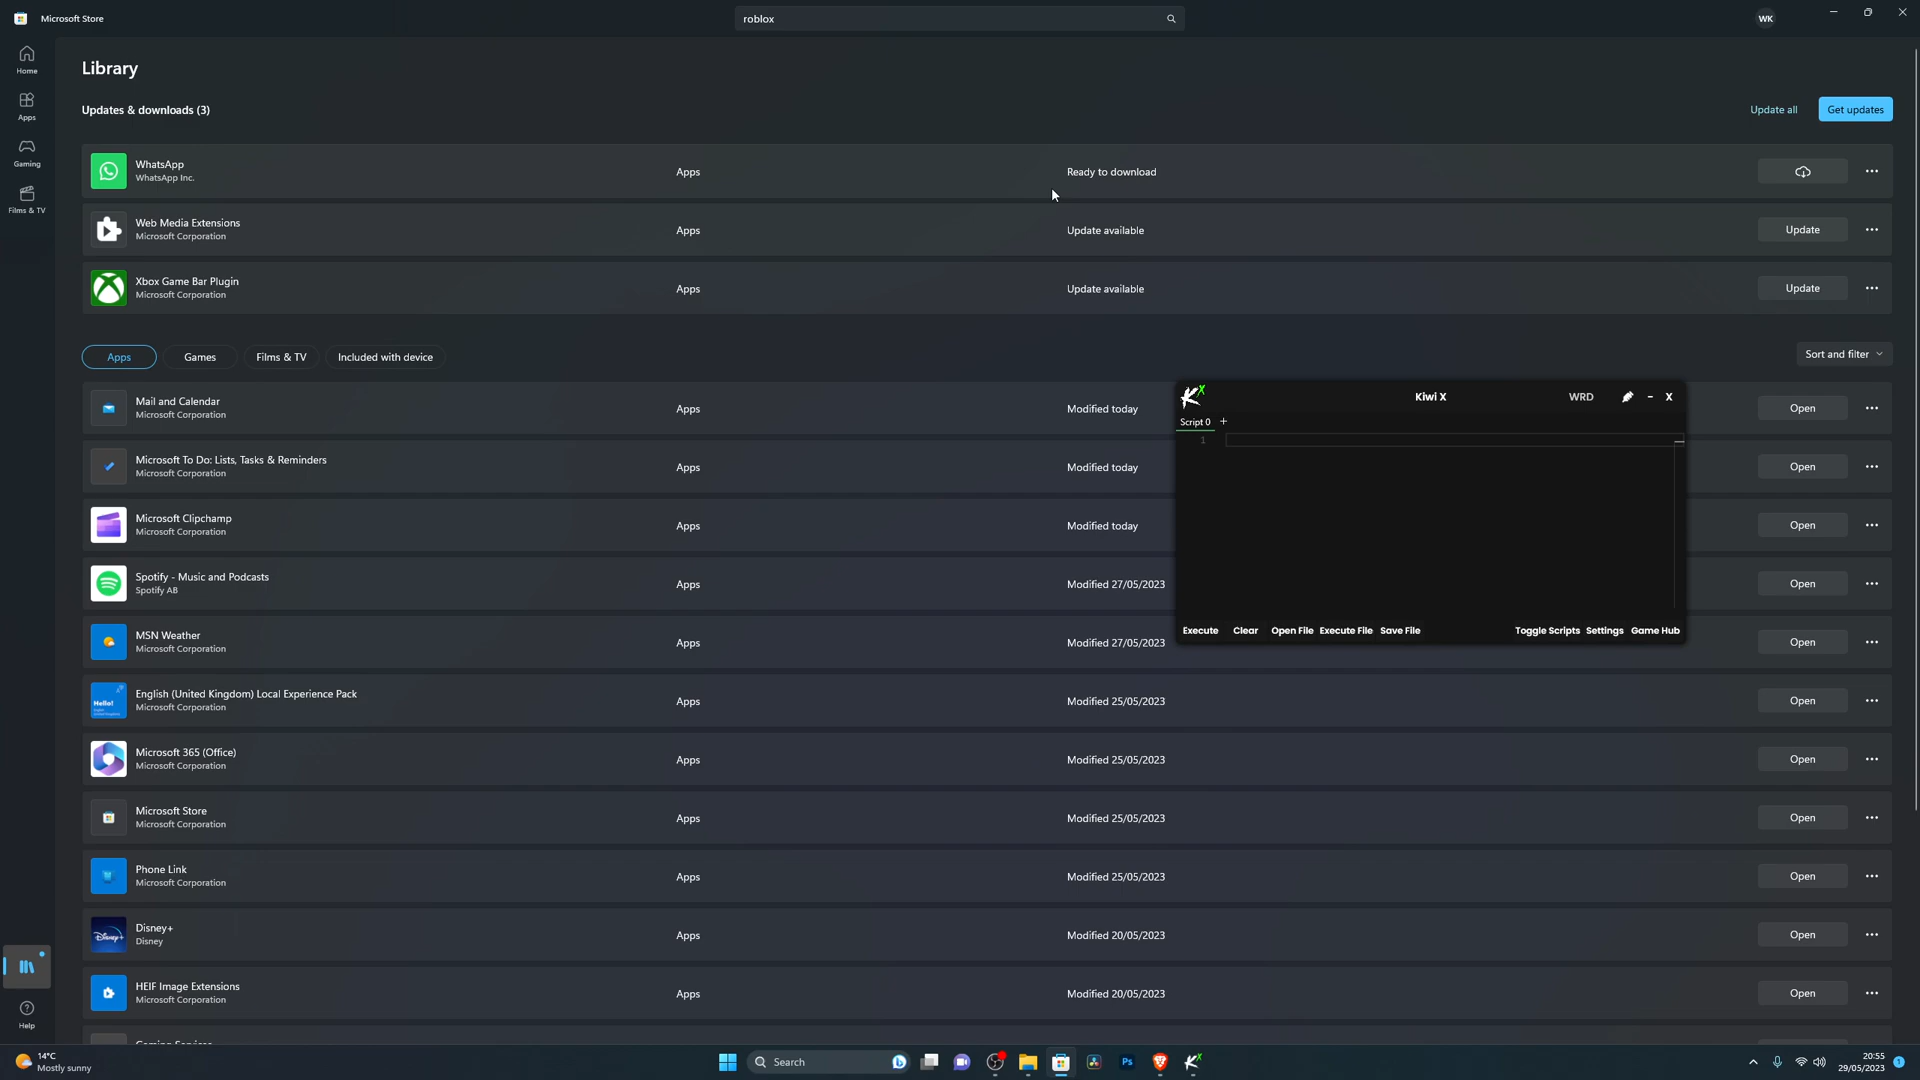 Microsoft Store
roblox
WK
Home
Apps
Gaming
Films & TV
Library
Updates & downloads (3)
Update all
Get updates
WhatsApp
WhatsApp Inc.
Apps
Ready to download
Web Media Extensions
Microsoft Corporation
Apps
Update available
Update
Xbox Game Bar Plugin
Microsoft Corporation
Apps
Update available
Update
Apps
Games
Films & TV
Included with device
Sort and filter
Mail and Calendar
Microsoft Corporation
Apps
Modified today
Open
Microsoft To Do: Lists, Tasks & Reminders
Microsoft Corporation
Apps
Modified today
Open
Microsoft Clipchamp
Microsoft Corporation
Apps
Modified today
Open
Spotify - Music and Podcasts
Spotify AB
Apps
Modified 27/05/2023
Open
MSN Weather
Microsoft Corporation
Apps
Modified 27/05/2023
Open
Hello!
English (United Kingdom) Local Experience Pack
Microsoft Corporation
Apps
Modified 25/05/2023
Open
Microsoft 365 (Office)
Microsoft Corporation
Apps
Modified 25/05/2023
Open
Microsoft Store
Microsoft Corporation
Apps
Modified 25/05/2023
Open
Phone Link
Microsoft Corporation
Apps
Modified 25/05/2023
Open
Disney+
Disney+
Disney
Apps
Modified 20/05/2023
Open
HEIF Image Extensions
Microsoft Corporation
Apps
Modified 20/05/2023
Open
Help
Kiwi X
WRD
- X
Script 0 +
1
Execute
Clear
Open File
Execute File
Save File
Toggle Scripts
Settings
Game Hub
14°C
Mostly sunny
Search
Ps
20:55
29/05/2023
1